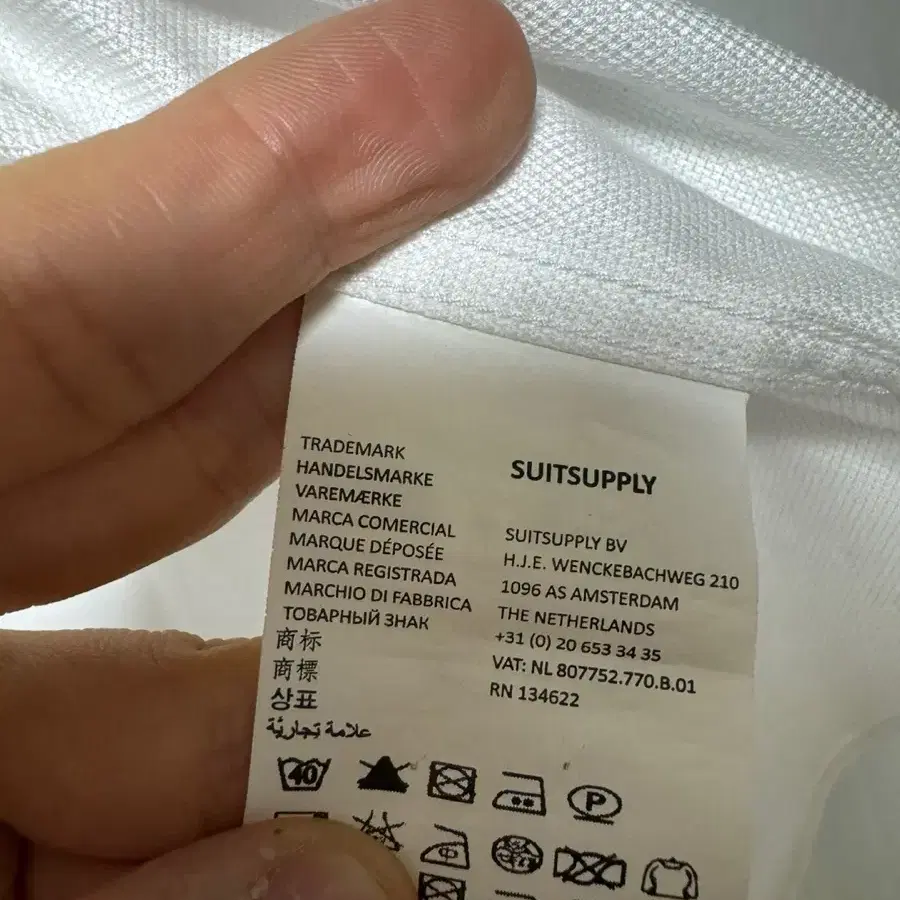 TRADEMARK
HANDELSMARKE
VAREMÆRKE
MARCA COMERCIAL
MARQUE DÉPOSÉE
MARCA REGISTRADA
MARCHIO DI FABBRICA
ТОВАРНЫЙ ЗНАК
商标
商標
상표
علامة تجاريّة
SUITSUPPLY
SUITSUPPLY BV
H.J.E. WENCKEBACHWEG 210
1096 AS AMSTERDAM
THE NETHERLANDS
+31 (0) 20 653 34 35
VAT: NL 807752.770.B.01
RN 134622
40
P